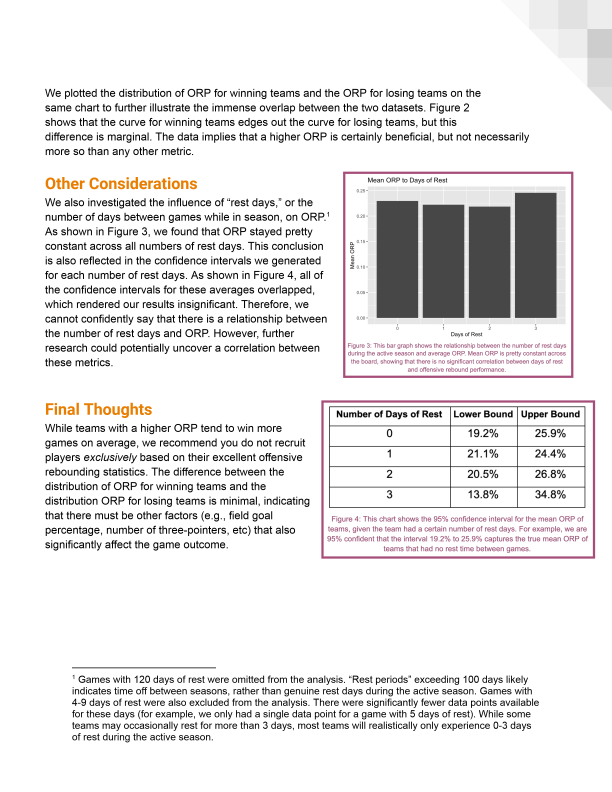 We plotted the distribution of ORP for winning teams and the ORP for losing teams on the
same chart to further illustrate the immense overlap between the two datasets. Figure 2
shows that the curve for winning teams edges out the curve for losing teams, but this
difference is marginal. The data implies that a higher ORP is certainly beneficial, but not necessarily
more so than any other metric.
Other Considerations
We also investigated the influence of “rest days,” or the
number of days between games while in season, on ORP.¹
As shown in Figure 3, we found that ORP stayed pretty
constant across all numbers of rest days. This conclusion
is also reflected in the confidence intervals we generated
for each number of rest days. As shown in Figure 4, all of
the confidence intervals for these averages overlapped,
which rendered our results insignificant. Therefore, we
cannot confidently say that there is a relationship between
the number of rest days and ORP. However, further
research could potentially uncover a correlation between
these metrics.
Mean ORP to Days of Rest
0.25
0.20
0.15
0.10
0.05
0.00
Mean ORP
0 1 2 3
Days of Rest
Figure 3: This bar graph shows the relationship between the number of rest days
during the active season and average ORP. Mean ORP is pretty constant across
the board, showing that there is no significant correlation between days of rest
and offensive rebound performance.
Final Thoughts
While teams with a higher ORP tend to win more
games on average, we recommend you do not recruit
players exclusively based on their excellent offensive
rebounding statistics. The difference between the
distribution of ORP for winning teams and the
distribution ORP for losing teams is minimal, indicating
that there must be other factors (e.g., field goal
percentage, number of three-pointers, etc) that also
significantly affect the game outcome.
Number of Days of Rest Lower Bound Upper Bound
0 19.2% 25.9%
1 21.1% 24.4%
2 20.5% 26.8%
3 13.8% 34.8%
Figure 4: This chart shows the 95% confidence interval for the mean ORP of
teams, given the team had a certain number of rest days. For example, we are
95% confident that the interval 19.2% to 25.9% captures the true mean ORP of
teams that had no rest time between games.
¹ Games with 120 days of rest were omitted from the analysis. “Rest periods” exceeding 100 days likely
indicates time off between seasons, rather than genuine rest days during the active season. Games with
4-9 days of rest were also excluded from the analysis. There were significantly fewer data points available
for these days (for example, we only had a single data point for a game with 5 days of rest). While some
teams may occasionally rest for more than 3 days, most teams will realistically only experience 0-3 days
of rest during the active season.